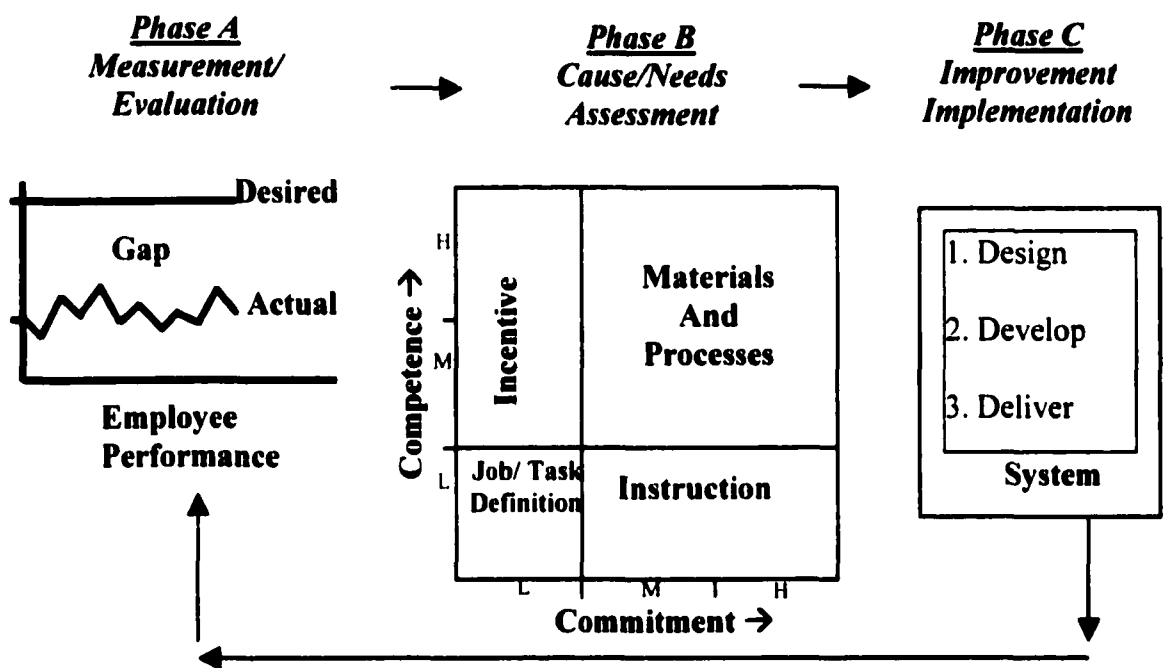 Phase A
Measurement/
Evaluation
Phase B
Cause/Needs
Assessment
Phase C
Improvement
Implementation
Desired
Gap
Actual
Employee
Performance
Competence →
H
M
L
Incentive
Materials
And
Processes
Job/ Task
Definition
Instruction
L
M
H
Commitment →
1. Design
2. Develop
3. Deliver
System